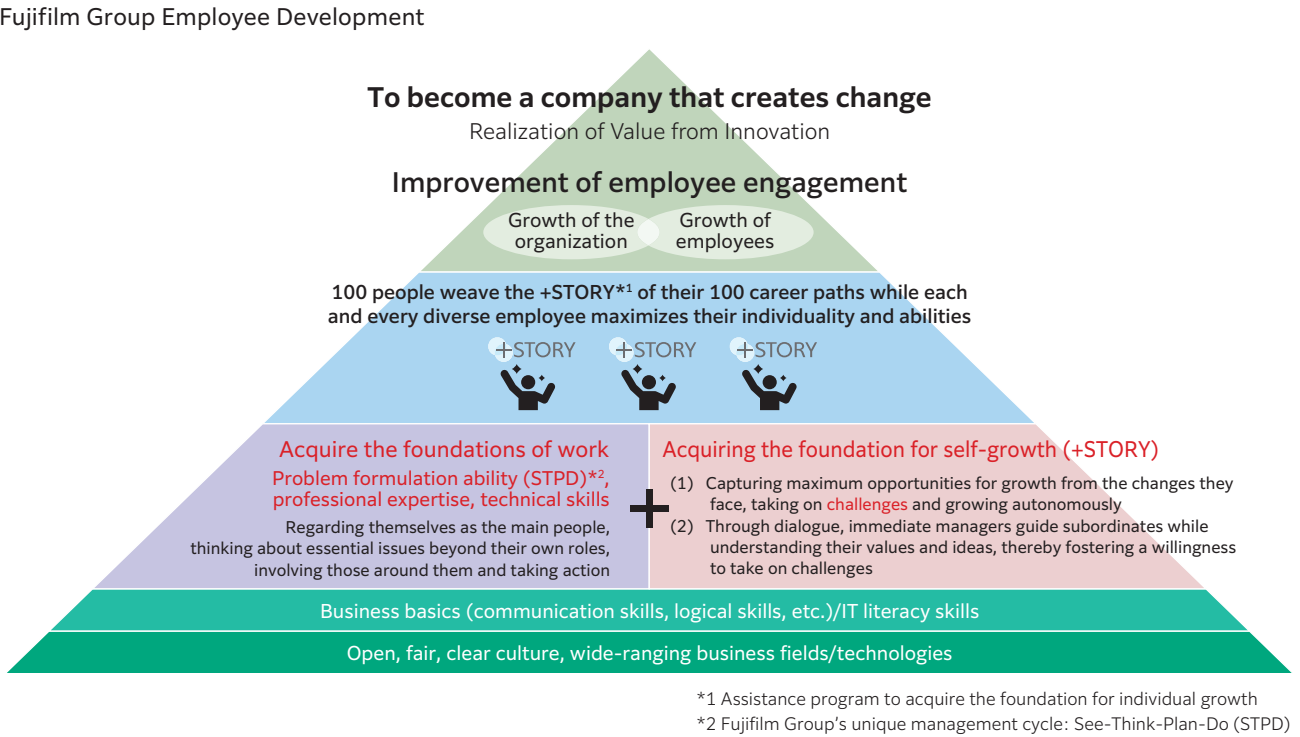 Fujifilm Group Employee Development
To become a company that creates change
Realization of Value from Innovation
Improvement of employee engagement
Growth of the
organization
Growth of
employees
100 people weave the +STORY*1 of their 100 career paths while each
and every diverse employee maximizes their individuality and abilities
+STORY
+STORY
+STORY
Acquire the foundations of work
Problem formulation ability (STPD)*2,
professional expertise, technical skills
Regarding themselves as the main people,
thinking about essential issues beyond their own roles,
involving those around them and taking action
+
Acquiring the foundation for self-growth (+STORY)
(1) Capturing maximum opportunities for growth from the changes they
face, taking on challenges and growing autonomously
(2) Through dialogue, immediate managers guide subordinates while
understanding their values and ideas, thereby fostering a willingness
to take on challenges
Business basics (communication skills, logical skills, etc.)/IT literacy skills
Open, fair, clear culture, wide-ranging business fields/technologies
*1 Assistance program to acquire the foundation for individual growth
*2 Fujifilm Group's unique management cycle: See-Think-Plan-Do (STPD)